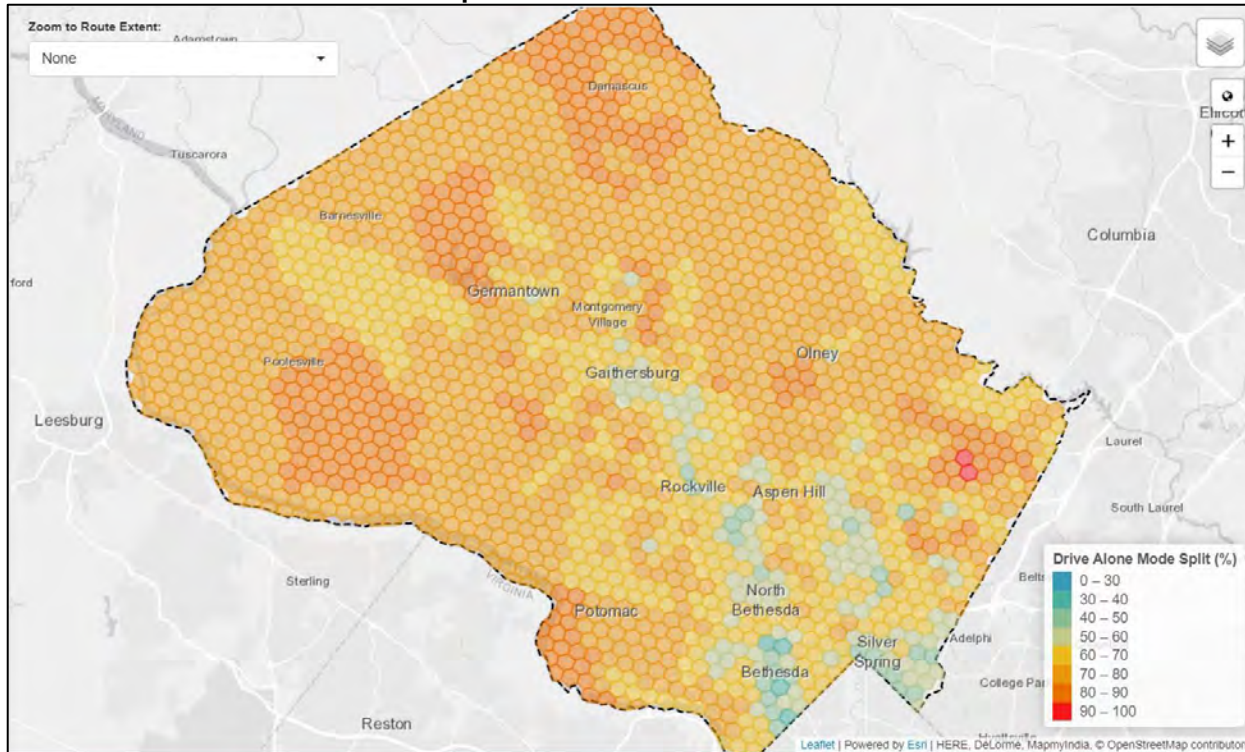 Zoom to Route Extent:
None
Adamstown
MARYLAND
Tuscarora
Damascus
Columbia
Barnesville
Germantown
Montgomery
Village
Poolesville
Gaithersburg
Olney
Leesburg
Laurel
Rockville
Aspen Hill
South Laurel
Sterling
VIRGINIA
Potomac
North
Bethesda
Silver
Spring
Adelphi
Bethesda
College Par
Reston
+
−
Drive Alone Mode Split (%)
0 – 30
30 – 40
40 – 50
50 – 60
60 – 70
70 – 80
80 – 90
90 – 100
Leaflet | Powered by Esri | HERE, DeLorme, MapmyIndia, © OpenStreetMap contributor